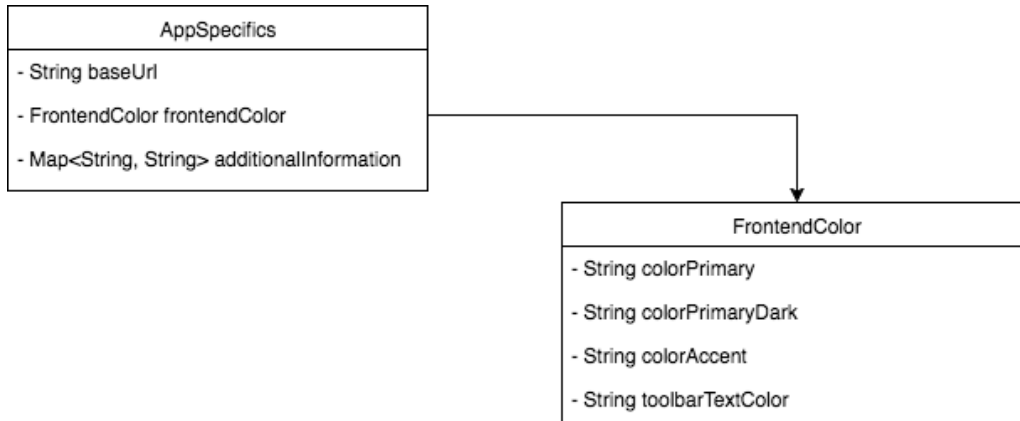 AppSpecifics
- String baseUrl
- FrontendColor frontendColor
- Map<String, String> additionalInformation
FrontendColor
- String colorPrimary
- String colorPrimaryDark
- String colorAccent
- String toolbarTextColor